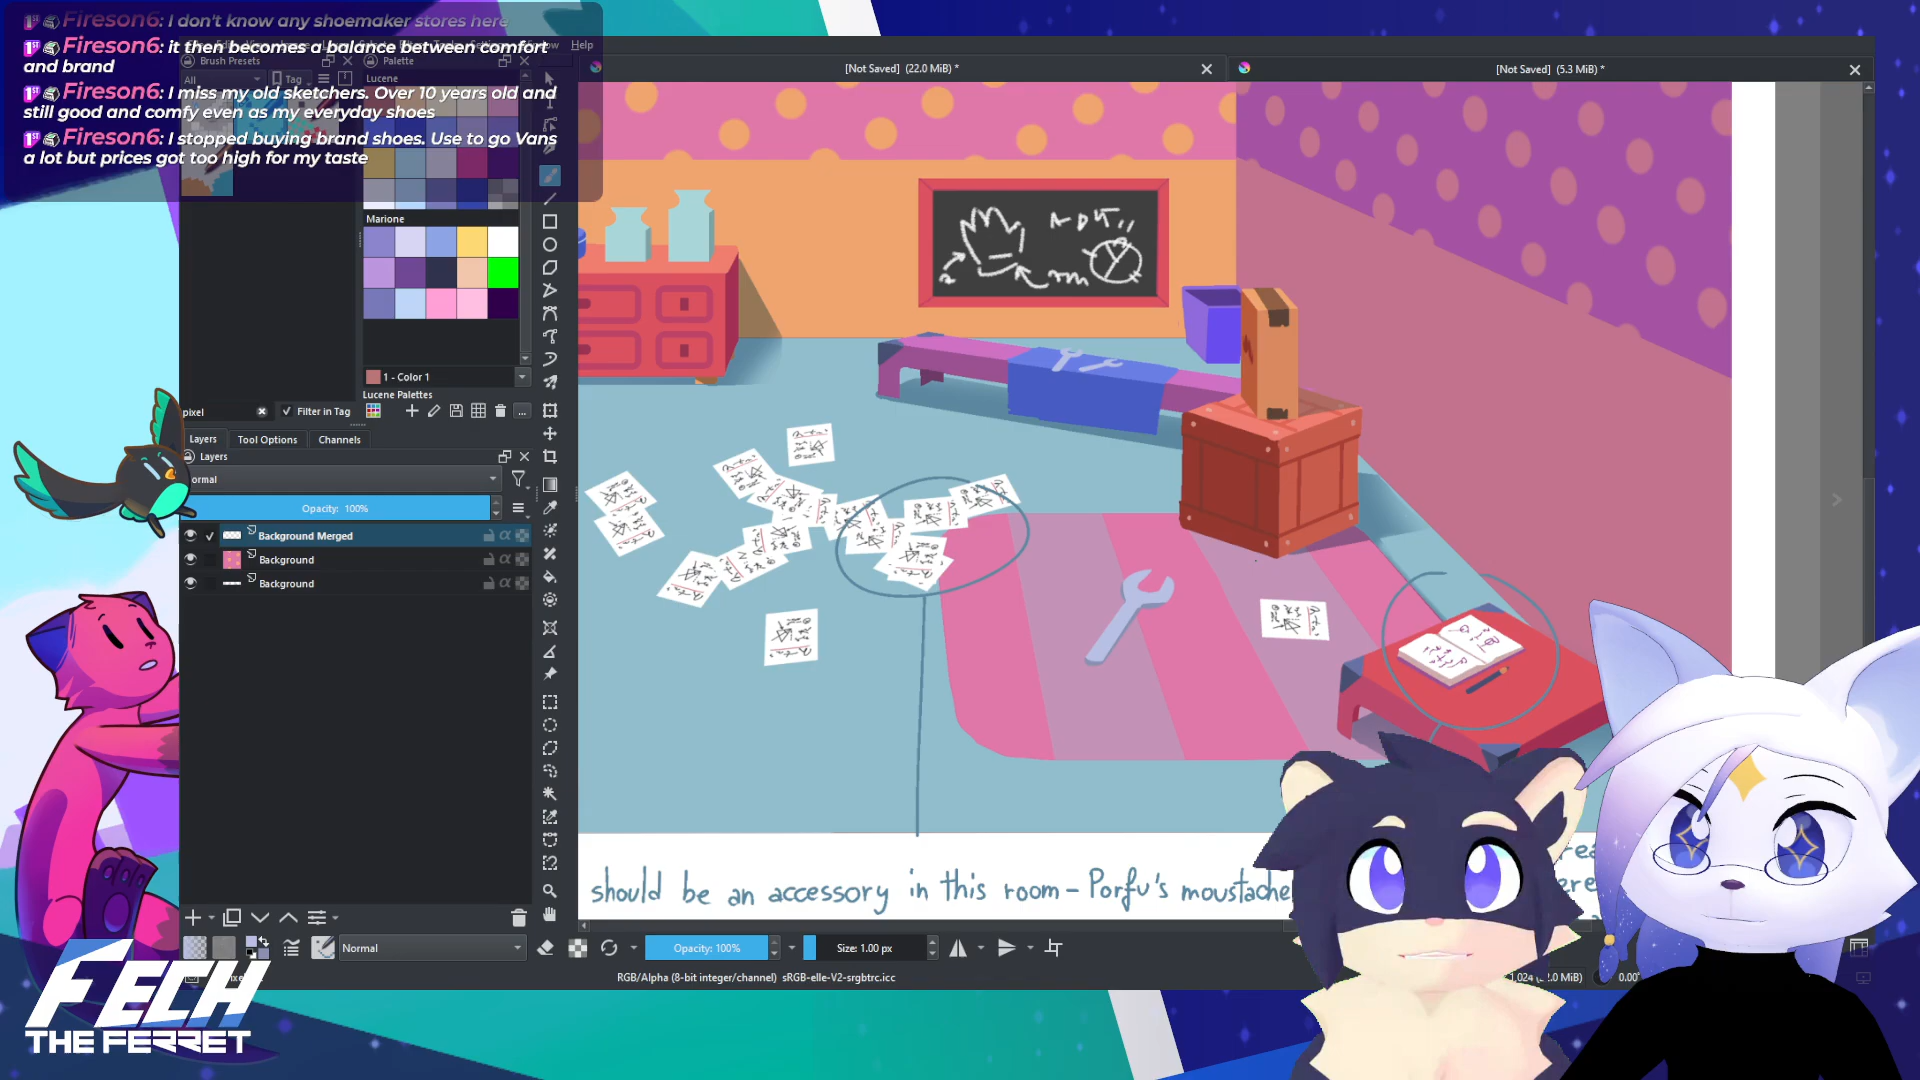 Fireson6: I don't know any shoemaker stores here
Fireson6: it them becomes a balance between comfort
and brand
Fireson6: I miss my old sketchers. Over 10 years old and
still good and comfy even as my everyday shoes
Fireson6: I stopped buying brand shoes. Use to go Vans
a lot but prices got too high for my taste
Help
Brush Presets
Palette
[Not Saved] (22.0 MiB) *
[Not Saved] (5.3 MiB) *
All
Tag
Lucene
Marione
1 - Color 1
Lucene Palettes
pixel
Filter in Tag
...
Layers
Tool Options
Channels
Layers
ormal
Opacity: 100%
Background Merged
Background
Background
should be an accessory in this room - Porfu's moustache
Normal
Opacity: 100%
Size: 1.00 px
RGB/Alpha (8-bit integer/channel) sRGB-elle-V2-srgbtrc.icc
FECH
THE FERRET